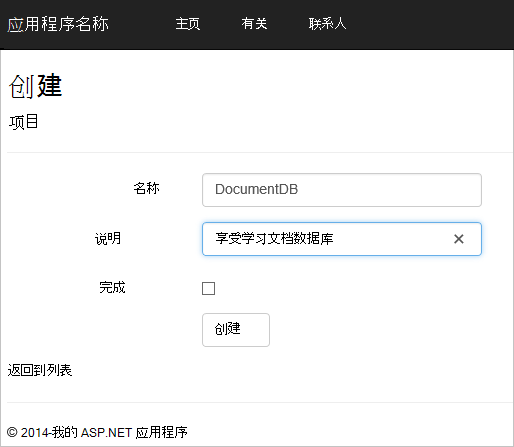 应用程序名称 主页 有关 联系人
创建
项目
名称 DocumentDB
说明 享受学习文档数据库 ×
完成
创建
返回到列表
© 2014-我的 ASP.NET 应用程序